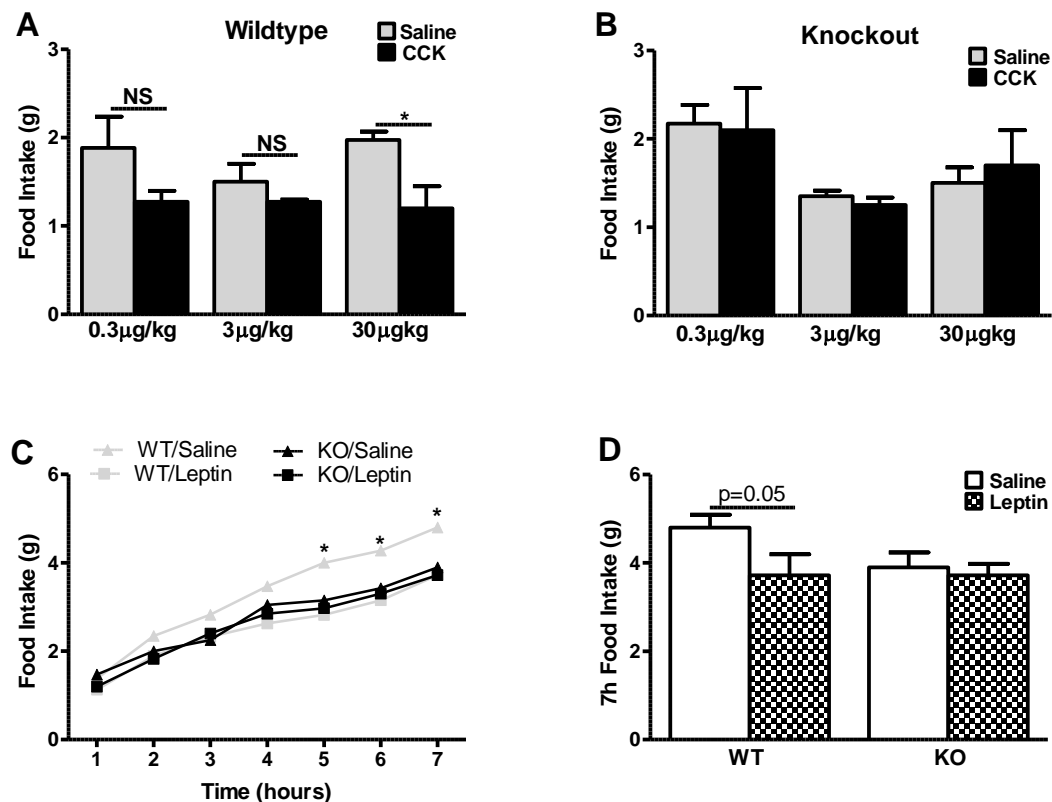 A
Wildtype
Saline
CCK
3
2
1
0
Food Intake (g)
NS
NS
*
0.3µg/kg 3µg/kg 30µgkg
B
Knockout
Saline
CCK
3
2
1
0
Food Intake (g)
0.3µg/kg 3µg/kg 30µgkg
C
WT/Saline KO/Saline
WT/Leptin KO/Leptin
6
4
2
0
Food Intake (g)
* * *
1 2 3 4 5 6 7
Time (hours)
D
Saline
Leptin
6
4
2
0
7h Food Intake (g)
p=0.05
WT KO